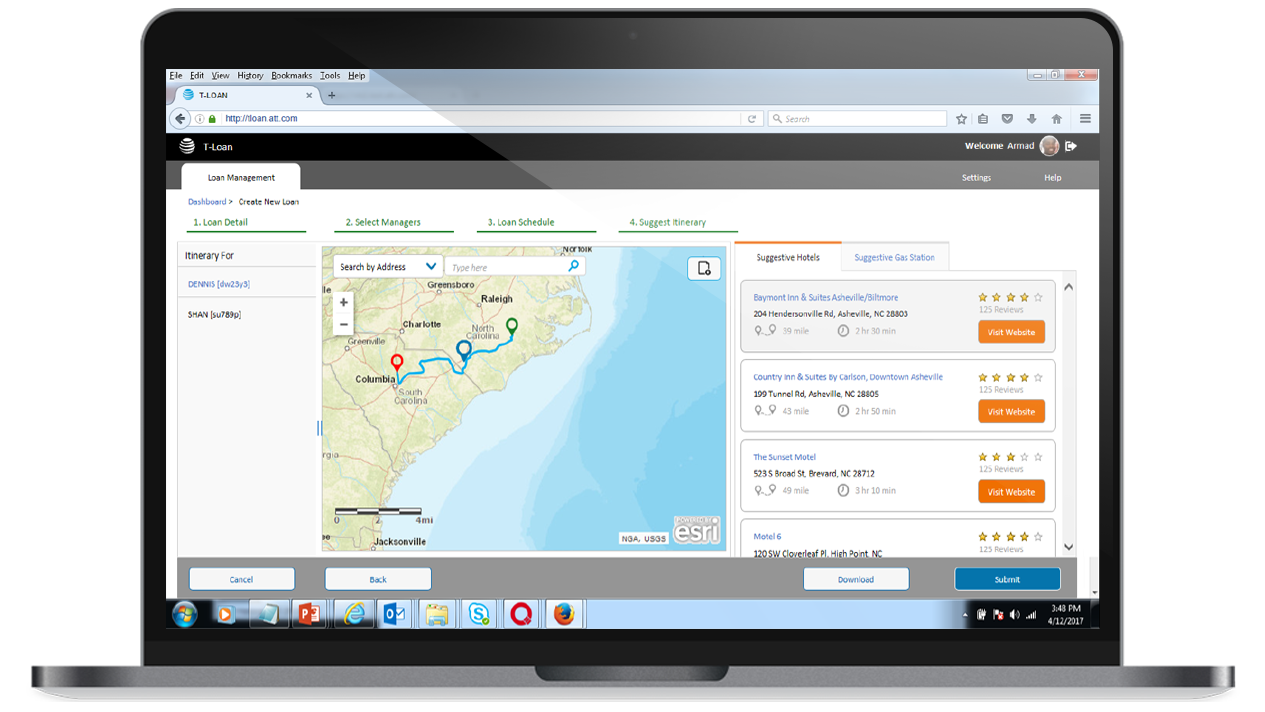 File Edit View History Bookmarks Tools Help
T-LOAN
http://tloan.att.com
Search
T-Loan
Welcome Armad
Loan Management
Settings
Help
Dashboard > Create New Loan
1. Loan Detail
2. Select Managers
3. Loan Schedule
4. Suggest Itinerary
Itinerary For
DENNIS [dw23y3]
SHAN [su789p]
Search by Address
Type here
Norfolk
Greensboro
Raleigh
Charlotte
North
Carolina
Greenville
Columbia
South
Carolina
rgia
0 2 4mi
Jacksonville
NGA, USGS
POWERED BY
esri
Suggestive Hotels
Suggestive Gas Station
Baymont Inn & Suites Asheville/Biltmore
204 Hendersonville Rd, Asheville, NC 28803
39 mile 2 hr 30 min
125 Reviews
Visit Website
Country Inn & Suites By Carlson, Downtown Asheville
199 Tunnel Rd, Asheville, NC 28805
43 mile 2 hr 50 min
125 Reviews
Visit Website
The Sunset Motel
523 S Broad St, Brevard, NC 28712
49 mile 3 hr 10 min
125 Reviews
Visit Website
Motel 6
120 SW Cloverleaf Pl, High Point, NC
125 Reviews
Cancel
Back
Download
Submit
3:48 PM
4/12/2017